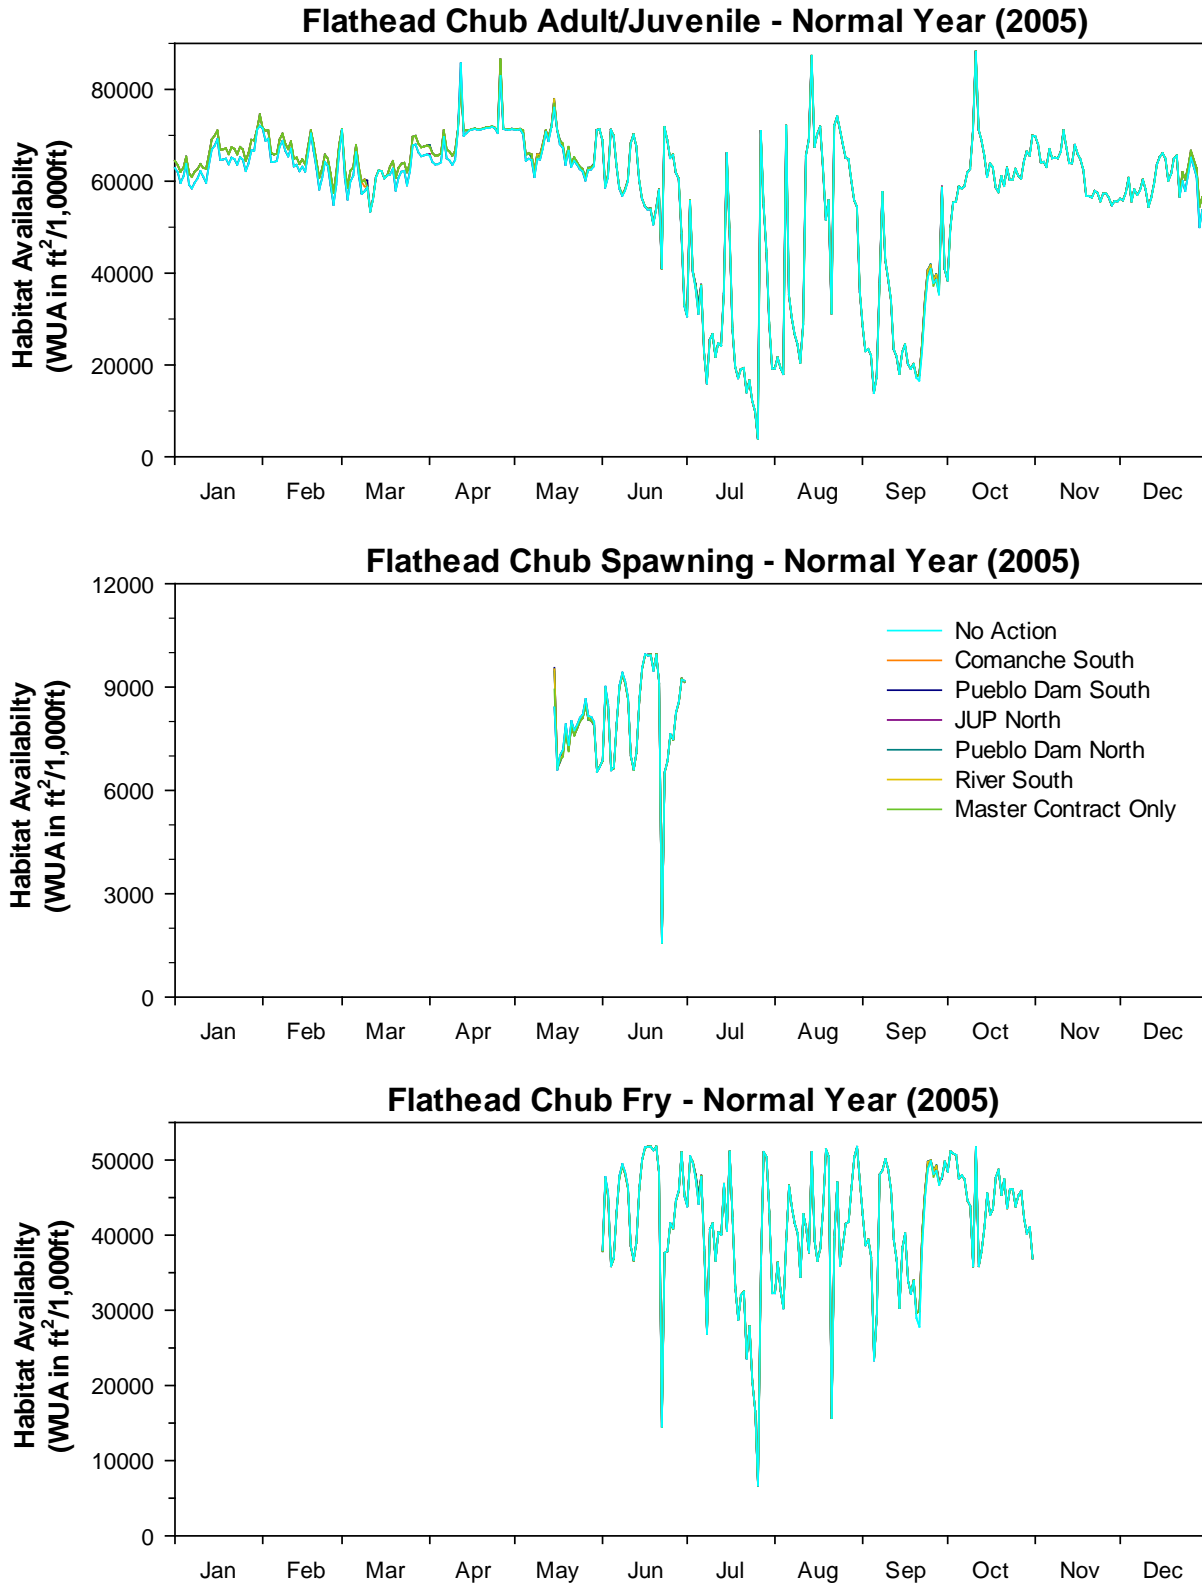 Flathead Chub Adult/Juvenile - Normal Year (2005)
Habitat Availabilty
(WUA in ft²/1,000ft)
80000
60000
40000
20000
0
Jan Feb Mar Apr May Jun Jul Aug Sep Oct Nov Dec
Flathead Chub Spawning - Normal Year (2005)
Habitat Availabilty
(WUA in ft²/1,000ft)
12000
9000
6000
3000
0
No Action
Comanche South
Pueblo Dam South
JUP North
Pueblo Dam North
River South
Master Contract Only
Jan Feb Mar Apr May Jun Jul Aug Sep Oct Nov Dec
Flathead Chub Fry - Normal Year (2005)
Habitat Availabilty
(WUA in ft²/1,000ft)
50000
40000
30000
20000
10000
0
Jan Feb Mar Apr May Jun Jul Aug Sep Oct Nov Dec